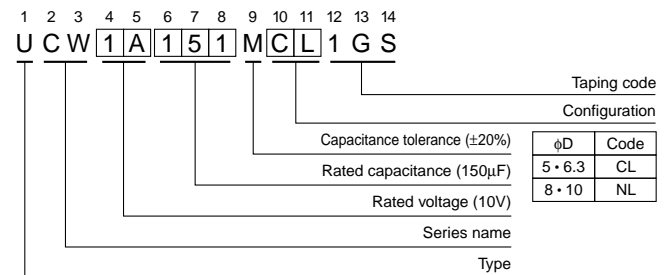 1 2 3 4 5 6 7 8 9 10 11 12 13 14
U C W 1 A 1 5 1 M C L 1 G S
Taping code
Configuration
Capacitance tolerance (±20%)
Rated capacitance (150μF)
Rated voltage (10V)
Series name
Type
ϕD Code
5 • 6.3 CL
8 • 10 NL